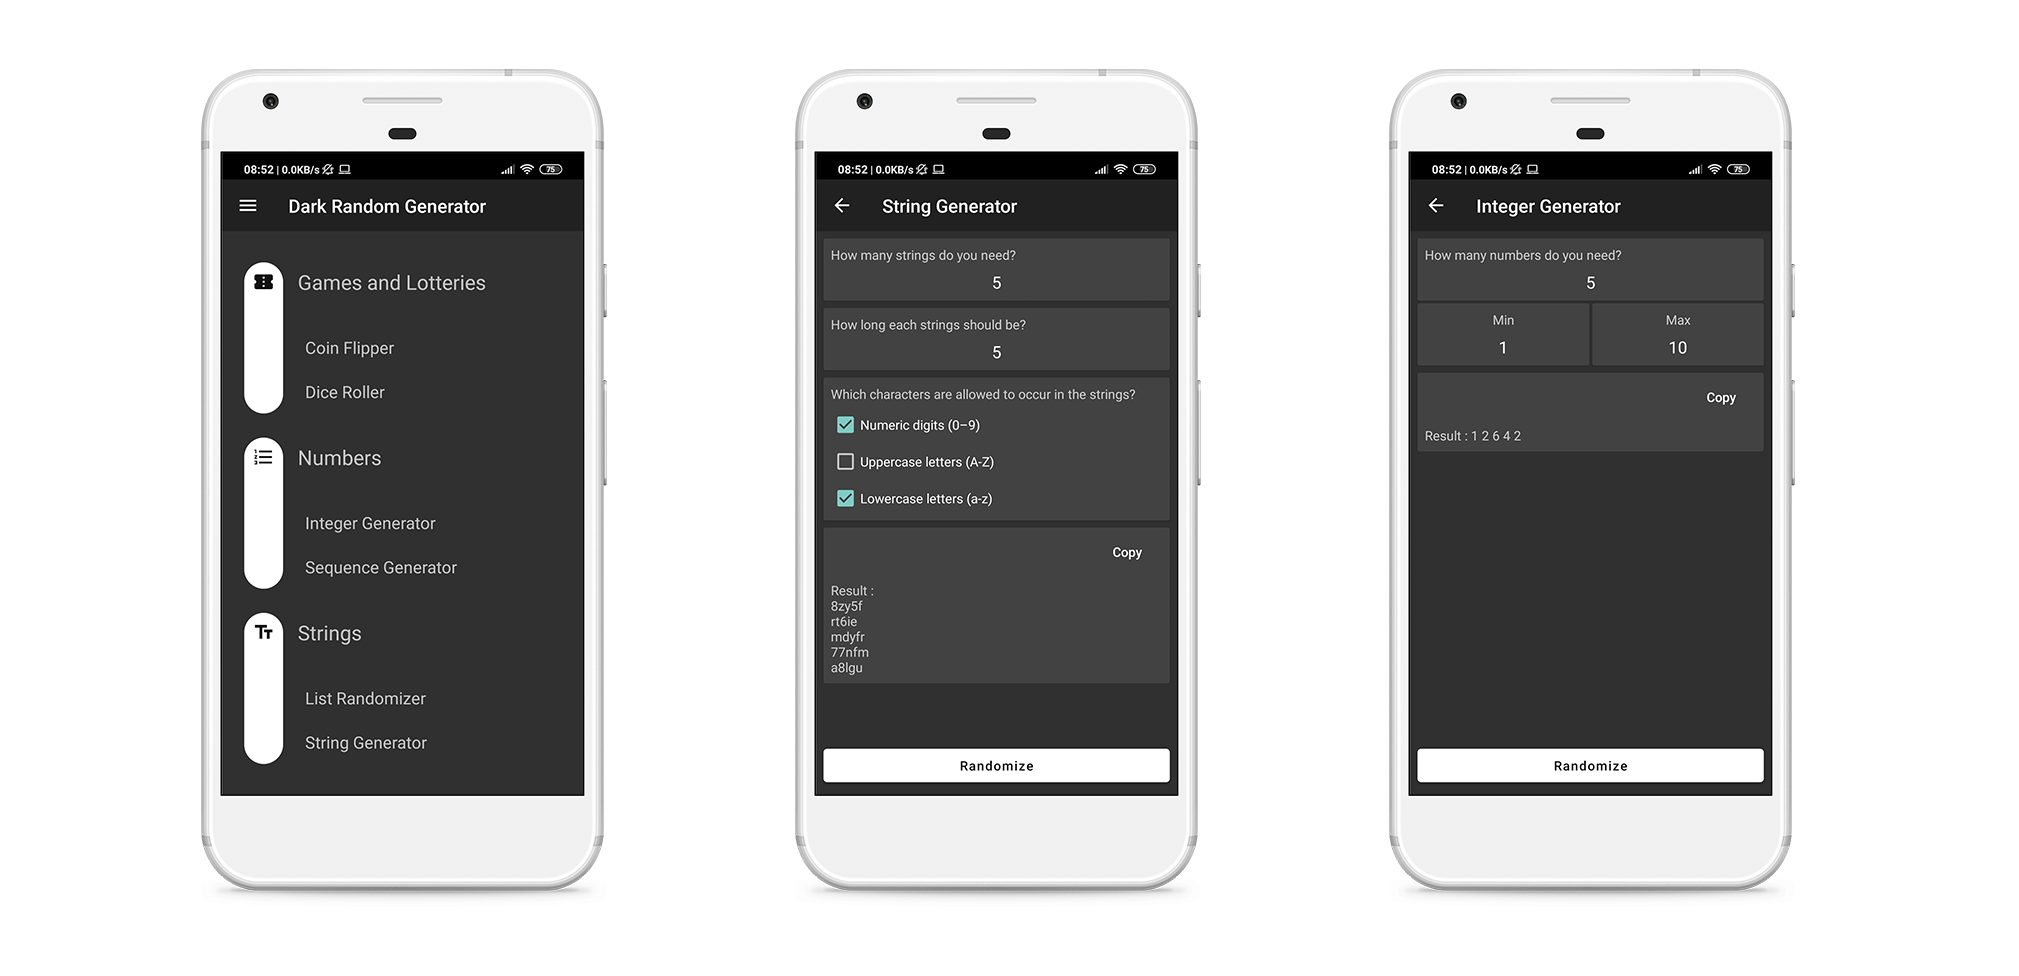 08:52 | 0.0KB/s 75
Dark Random Generator
Games and Lotteries
Coin Flipper
Dice Roller
1 2 3
Numbers
Integer Generator
Sequence Generator
TT
Strings
List Randomizer
String Generator
08:52 | 0.0KB/s 75
String Generator
How many strings do you need?
5
How long each strings should be?
5
Which characters are allowed to occur in the strings?
Numeric digits (0–9)
Uppercase letters (A-Z)
Lowercase letters (a-z)
Copy
Result :
8zy5f
rt6ie
mdyfr
77nfm
a8lgu
Randomize
08:52 | 0.0KB/s 75
Integer Generator
How many numbers do you need?
5
Min Max
1 10
Copy
Result : 1 2 6 4 2
Randomize